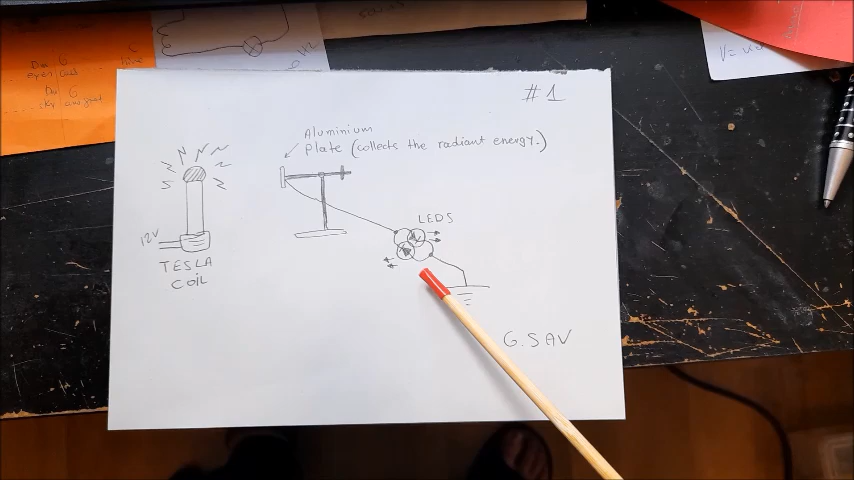 #1
Aluminium
plate (collects the radiant energy.)
LEDS
12V
TESLA
COIL
G.SAV